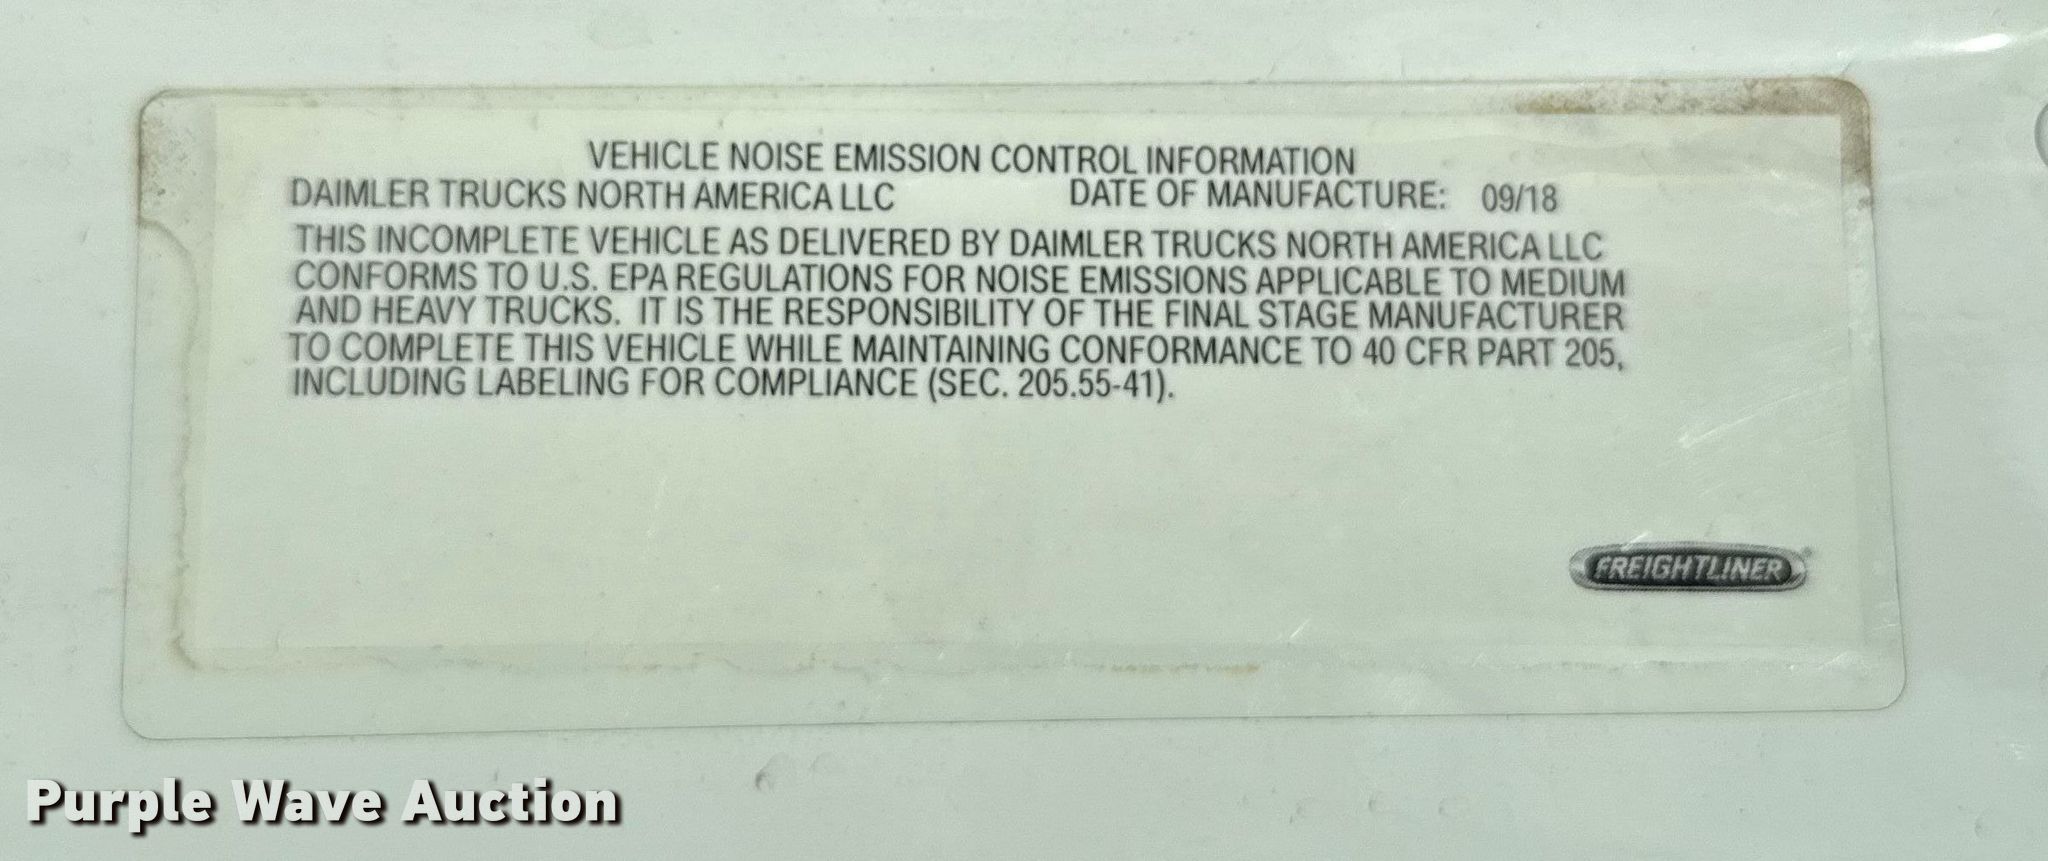 VEHICLE NOISE EMISSION CONTROL INFORMATION
DAIMLER TRUCKS NORTH AMERICA LLC DATE OF MANUFACTURE: 09/18
THIS INCOMPLETE VEHICLE AS DELIVERED BY DAIMLER TRUCKS NORTH AMERICA LLC
CONFORMS TO U.S. EPA REGULATIONS FOR NOISE EMISSIONS APPLICABLE TO MEDIUM
AND HEAVY TRUCKS. IT IS THE RESPONSIBILITY OF THE FINAL STAGE MANUFACTURER
TO COMPLETE THIS VEHICLE WHILE MAINTAINING CONFORMANCE TO 40 CFR PART 205,
INCLUDING LABELING FOR COMPLIANCE (SEC. 205.55-41).
FREIGHTLINER®
Purple Wave Auction